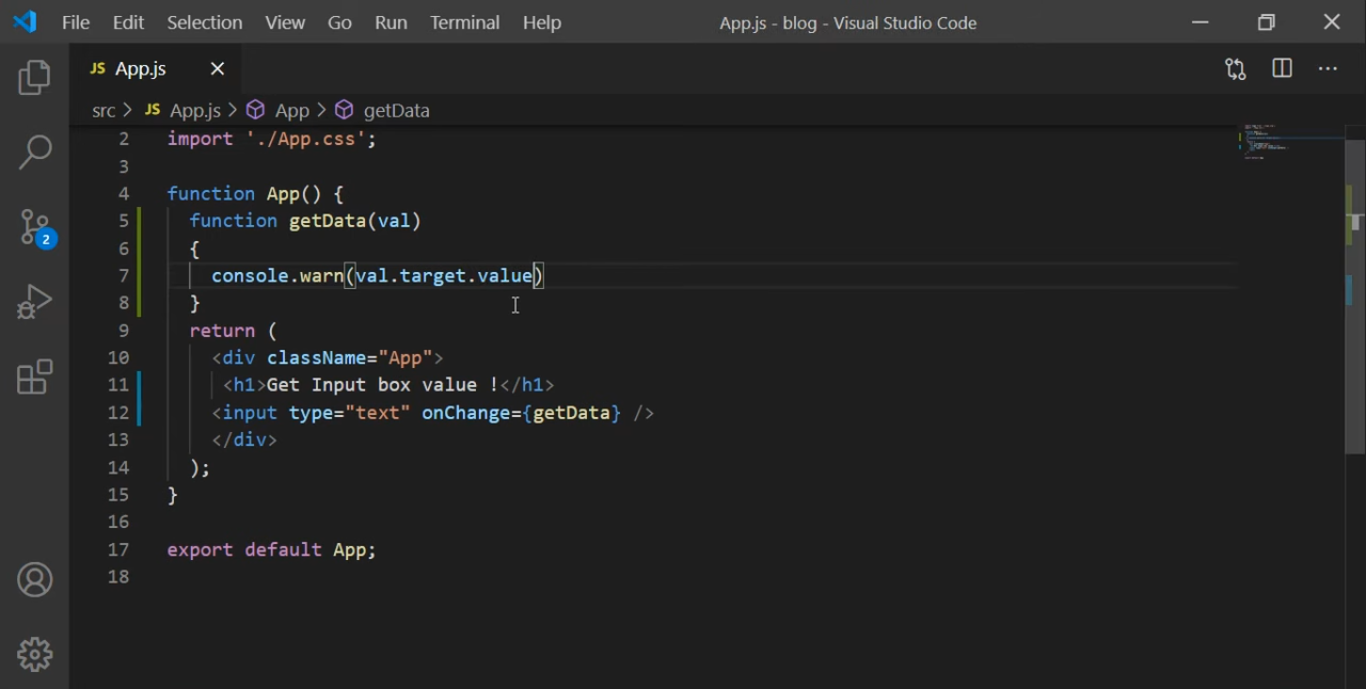 File Edit Selection View Go Run Terminal Help App.js - blog - Visual Studio Code
JS App.js
src > JS App.js > App > getData
2 import './App.css';
3
4 function App() {
5 function getData(val)
6 {
7 console.warn(val.target.value)
8 }
9 return (
10 <div className="App">
11 <h1>Get Input box value !</h1>
12 <input type="text" onChange={getData} />
13 </div>
14 );
15 }
16
17 export default App;
18
2